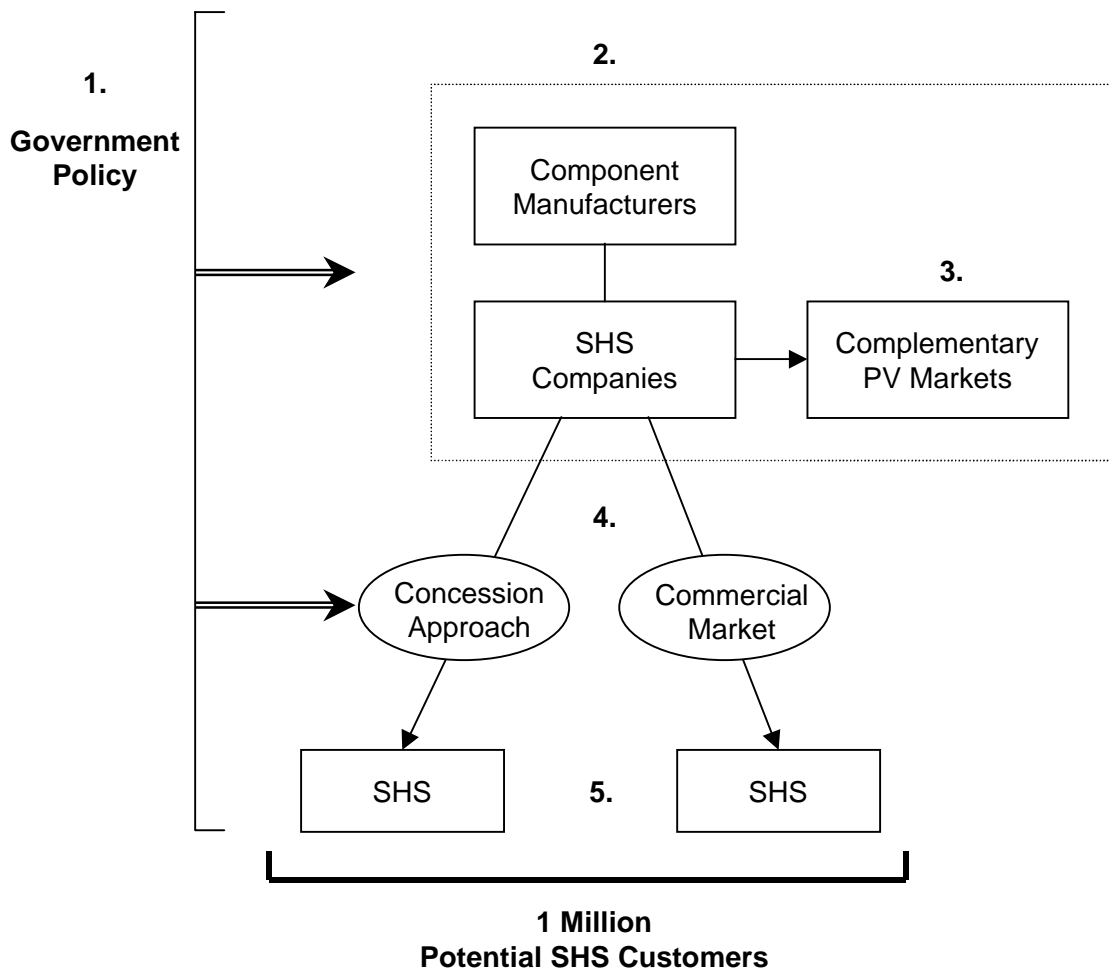 1.
Government
Policy
2.
Component
Manufacturers
3.
SHS
Companies
Complementary
PV Markets
4.
Concession
Approach
Commercial
Market
SHS
5.
SHS
1 Million
Potential SHS Customers